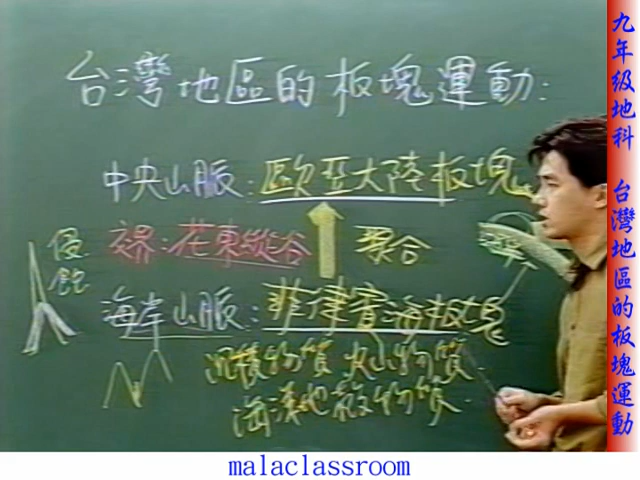 台灣地區的板塊運動：
中央山脈：歐亞大陸板塊
侵蝕
交界：花東縱谷
聚合
海岸山脈：菲律賓海板塊
沉積物質 火山物質
海洋地殼物質
九年級地科 台灣地區的板塊運動
malaclassroom